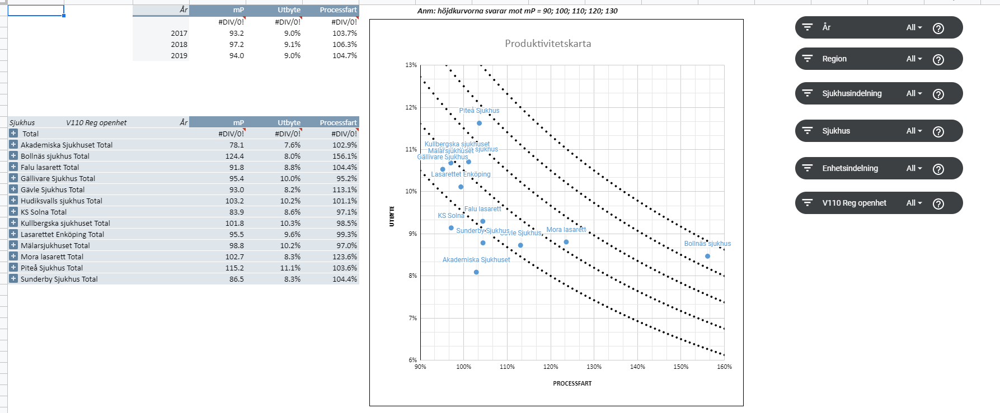 År mP Utbyte Processfart
#DIV/0! #DIV/0! #DIV/0!
2017 93.2 9.0% 103.7%
2018 97.2 9.1% 106.3%
2019 94.0 9.0% 104.7%
Sjukhus V110 Reg openhet År mP Utbyte Processfart
Total #DIV/0! #DIV/0! #DIV/0!
Akademiska Sjukhuset Total 78.1 7.6% 102.9%
Bollnäs sjukhus Total 124.4 8.0% 156.1%
Falu lasarett Total 91.8 8.8% 104.4%
Gällivare Sjukhus Total 95.4 10.0% 95.2%
Gävle Sjukhus Total 93.0 8.2% 113.1%
Hudiksvalls sjukhus Total 103.2 10.2% 101.1%
KS Solna Total 83.9 8.6% 97.1%
Kullbergska sjukhuset Total 101.8 10.3% 98.5%
Lasarettet Enköping Total 95.5 9.6% 99.3%
Mälarsjukhuset Total 98.8 10.2% 97.0%
Mora lasarett Total 102.7 8.3% 123.6%
Piteå Sjukhus Total 115.2 11.1% 103.6%
Sunderby Sjukhus Total 86.5 8.3% 104.4%
Anm: höjdkurvorna svarar mot mP = 90; 100; 110; 120; 130
Produktivitetskarta
13%
12%
11%
10%
9%
8%
7%
6%
UTBYTE
Piteå Sjukhus
Kullbergska sjukhuset
Mälarsjukhuset sjukhus
Gällivare Sjukhus
Lasarettet Enköping
Falu lasarett
KS Solna
Sunderby Sjukhus
Mora lasarett
Bollnäs sjukhus
Akademiska Sjukhuset
90% 100% 110% 120% 130% 140% 150% 160%
PROCESSFART
År All
Region All
Sjukhusindelning All
Sjukhus All
Enhetsindelning All
V110 Reg openhet All